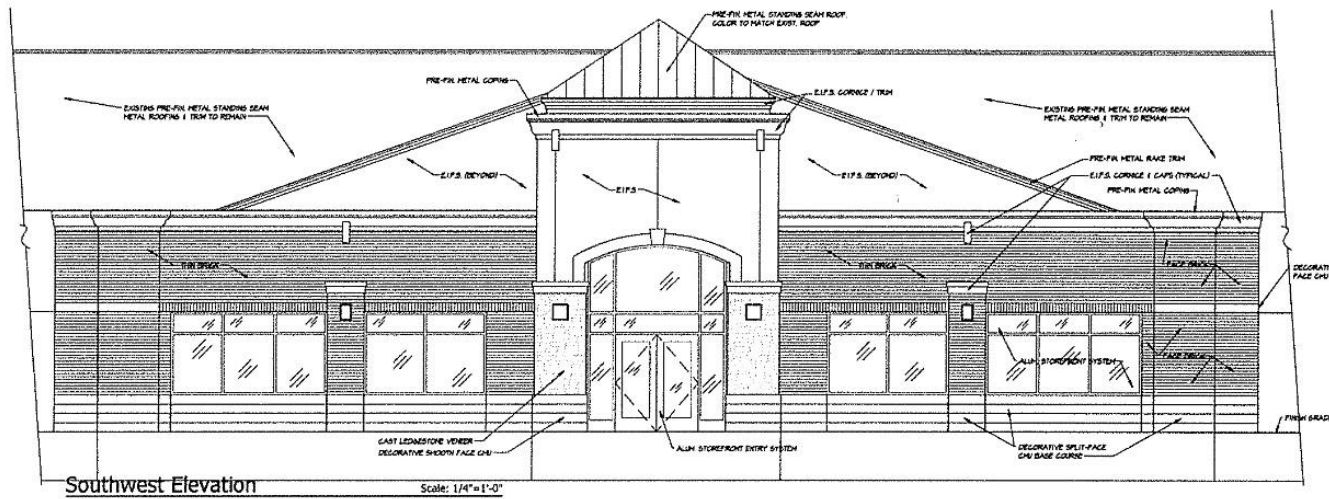 PRE-FIN. METAL STANDING SEAM ROOF.
COLOR TO MATCH EXIST. ROOF
PRE-FIN. METAL COPING
E.I.F.S. CORNICE / TRIM
EXISTING PRE-FIN. METAL STANDING SEAM
METAL ROOFING & TRIM TO REMAIN
EXISTING PRE-FIN. METAL STANDING SEAM
METAL ROOFING & TRIM TO REMAIN
PRE-FIN. METAL RAKE TRIM
E.I.F.S. (BEYOND)
E.I.F.S.
E.I.F.S. (BEYOND)
E.I.F.S. CORNICE & CAPS (TYPICAL)
PRE-FIN. METAL COPING
THIN BRICK
THIN BRICK
FACE BRICK
DECORATIVE
FACE CMU
ALUM. STOREFRONT SYSTEM
FACE BRICK
FINISH GRADE
CAST LEDGESTONE VENEER
DECORATIVE SMOOTH FACE CMU
ALUM. STOREFRONT ENTRY SYSTEM
DECORATIVE SPLIT-FACE
CMU BASE COURSE
Southwest Elevation
Scale: 1/4"=1'-0"